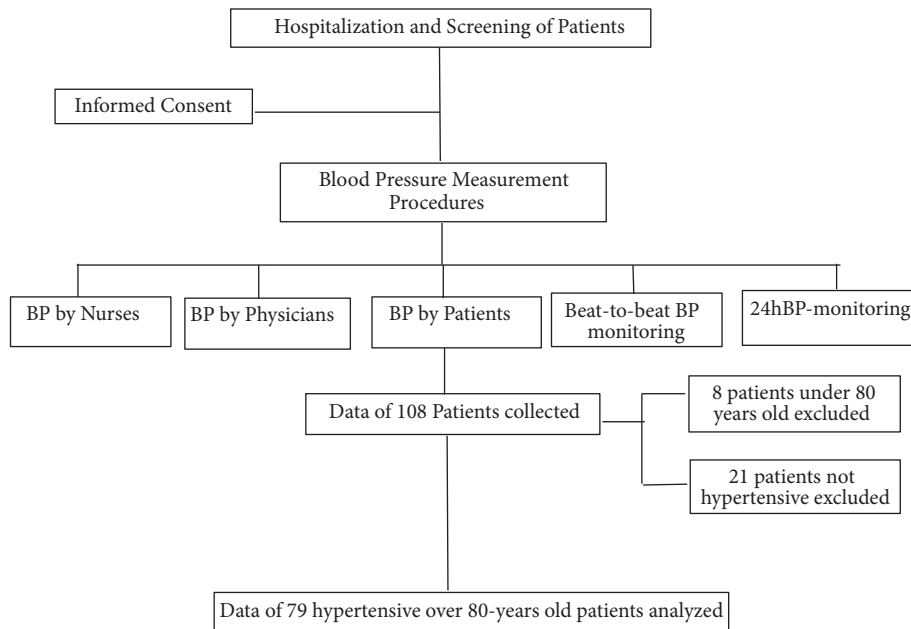 Hospitalization and Screening of Patients
Informed Consent
Blood Pressure Measurement
Procedures
BP by Nurses
BP by Physicians
BP by Patients
Beat-to-beat BP
monitoring
24hBP-monitoring
Data of 108 Patients collected
8 patients under 80
years old excluded
21 patients not
hypertensive excluded
Data of 79 hypertensive over 80-years old patients analyzed